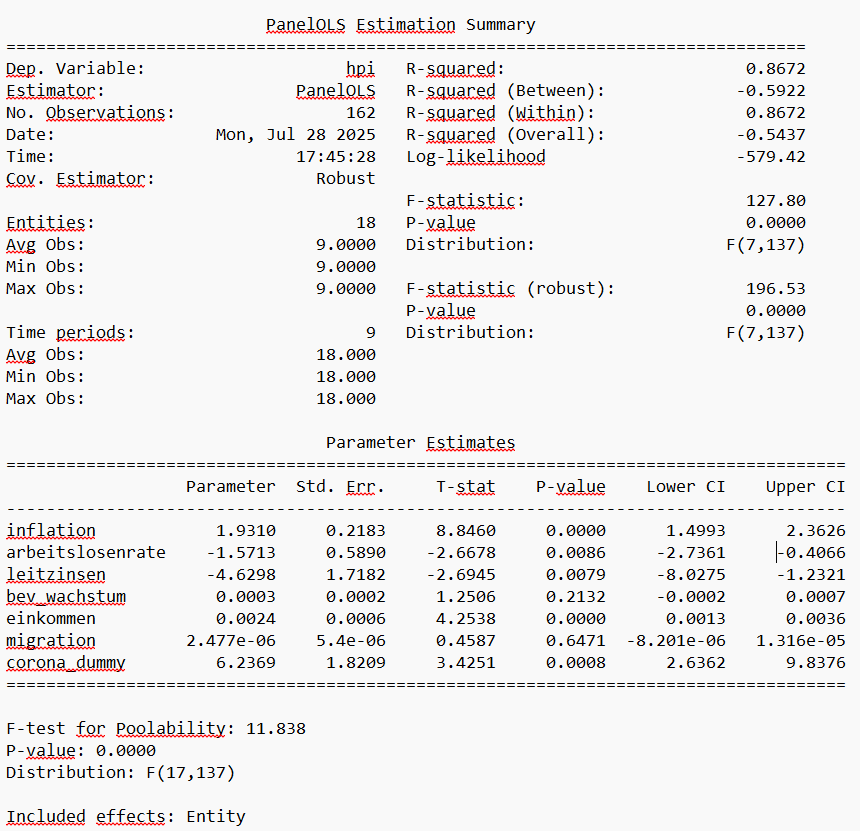 PanelOLS Estimation Summary
================================================================================
Dep. Variable:                    hpi   R-squared:                        0.8672
Estimator:                   PanelOLS   R-squared (Between):             -0.5922
No. Observations:                 162   R-squared (Within):               0.8672
Date:                Mon, Jul 28 2025   R-squared (Overall):             -0.5437
Time:                        17:45:28   Log-likelihood                   -579.42
Cov. Estimator:                Robust
                                        F-statistic:                      127.80
Entities:                          18   P-value                           0.0000
Avg Obs:                       9.0000   Distribution:                   F(7,137)
Min Obs:                       9.0000
Max Obs:                       9.0000   F-statistic (robust):             196.53
                                        P-value                           0.0000
Time periods:                       9   Distribution:                   F(7,137)
Avg Obs:                       18.000
Min Obs:                       18.000
Max Obs:                       18.000
Parameter Estimates
====================================================================================
                  Parameter  Std. Err.     T-stat    P-value    Lower CI    Upper CI
------------------------------------------------------------------------------------
inflation            1.9310     0.2183     8.8460     0.0000      1.4993      2.3626
arbeitslosenrate    -1.5713     0.5890    -2.6678     0.0086     -2.7361     -0.4066
leitzinsen          -4.6298     1.7182    -2.6945     0.0079     -8.0275     -1.2321
bev_wachstum         0.0003     0.0002     1.2506     0.2132     -0.0002      0.0007
einkommen            0.0024     0.0006     4.2538     0.0000      0.0013      0.0036
migration         2.477e-06    5.4e-06     0.4587     0.6471  -8.201e-06   1.316e-05
corona_dummy         6.2369     1.8209     3.4251     0.0008      2.6362      9.8376
====================================================================================
F-test for Poolability: 11.838
P-value: 0.0000
Distribution: F(17,137)
Included effects: Entity